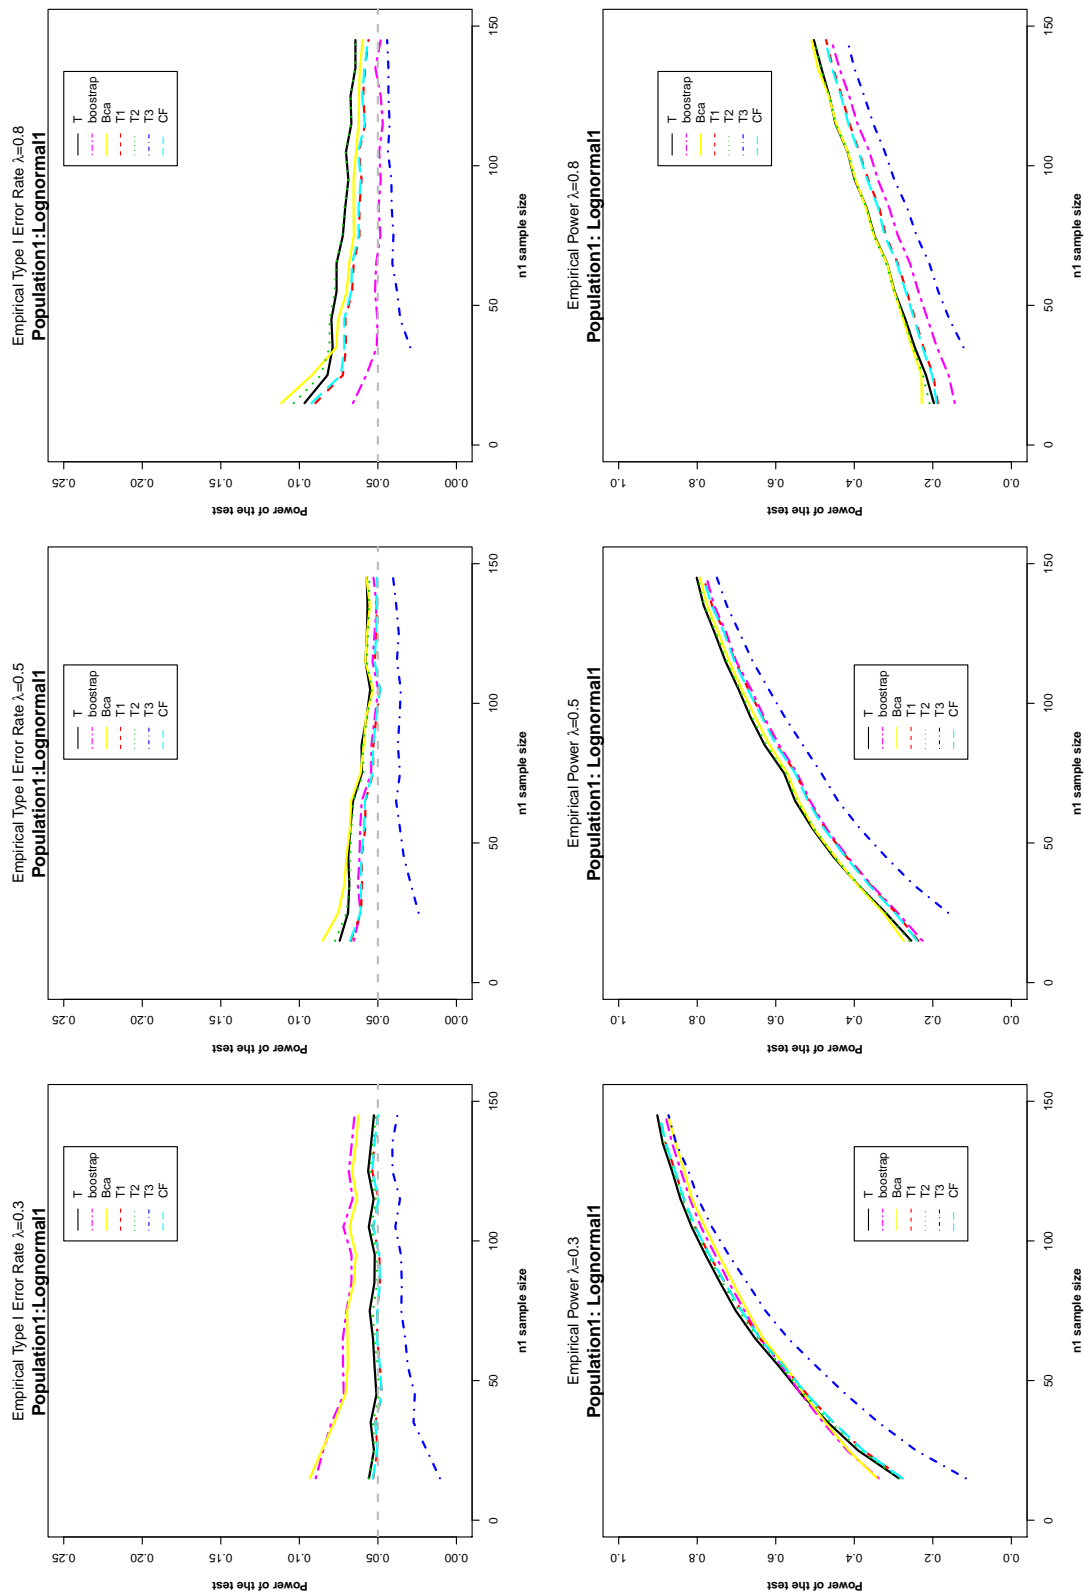 Empirical Type I Error Rate λ=0.3
Population1:Lognormal1
Power of the test
0.25
0.20
0.15
0.10
0.05
0.00
T
boostrap
Bca
T1
T2
T3
CF
0 50 100 150
n1 sample size
Empirical Type I Error Rate λ=0.5
Population1:Lognormal1
Power of the test
0.25
0.20
0.15
0.10
0.05
0.00
T
boostrap
Bca
T1
T2
T3
CF
0 50 100 150
n1 sample size
Empirical Type I Error Rate λ=0.8
Population1:Lognormal1
Power of the test
0.25
0.20
0.15
0.10
0.05
0.00
T
boostrap
Bca
T1
T2
T3
CF
0 50 100 150
n1 sample size
Empirical Power λ=0.3
Population1: Lognormal1
Power of the test
1.0
0.8
0.6
0.4
0.2
0.0
T
boostrap
Bca
T1
T2
T3
CF
0 50 100 150
n1 sample size
Empirical Power λ=0.5
Population1: Lognormal1
Power of the test
1.0
0.8
0.6
0.4
0.2
0.0
T
boostrap
Bca
T1
T2
T3
CF
0 50 100 150
n1 sample size
Empirical Power λ=0.8
Population1: Lognormal1
Power of the test
1.0
0.8
0.6
0.4
0.2
0.0
T
boostrap
Bca
T1
T2
T3
CF
0 50 100 150
n1 sample size